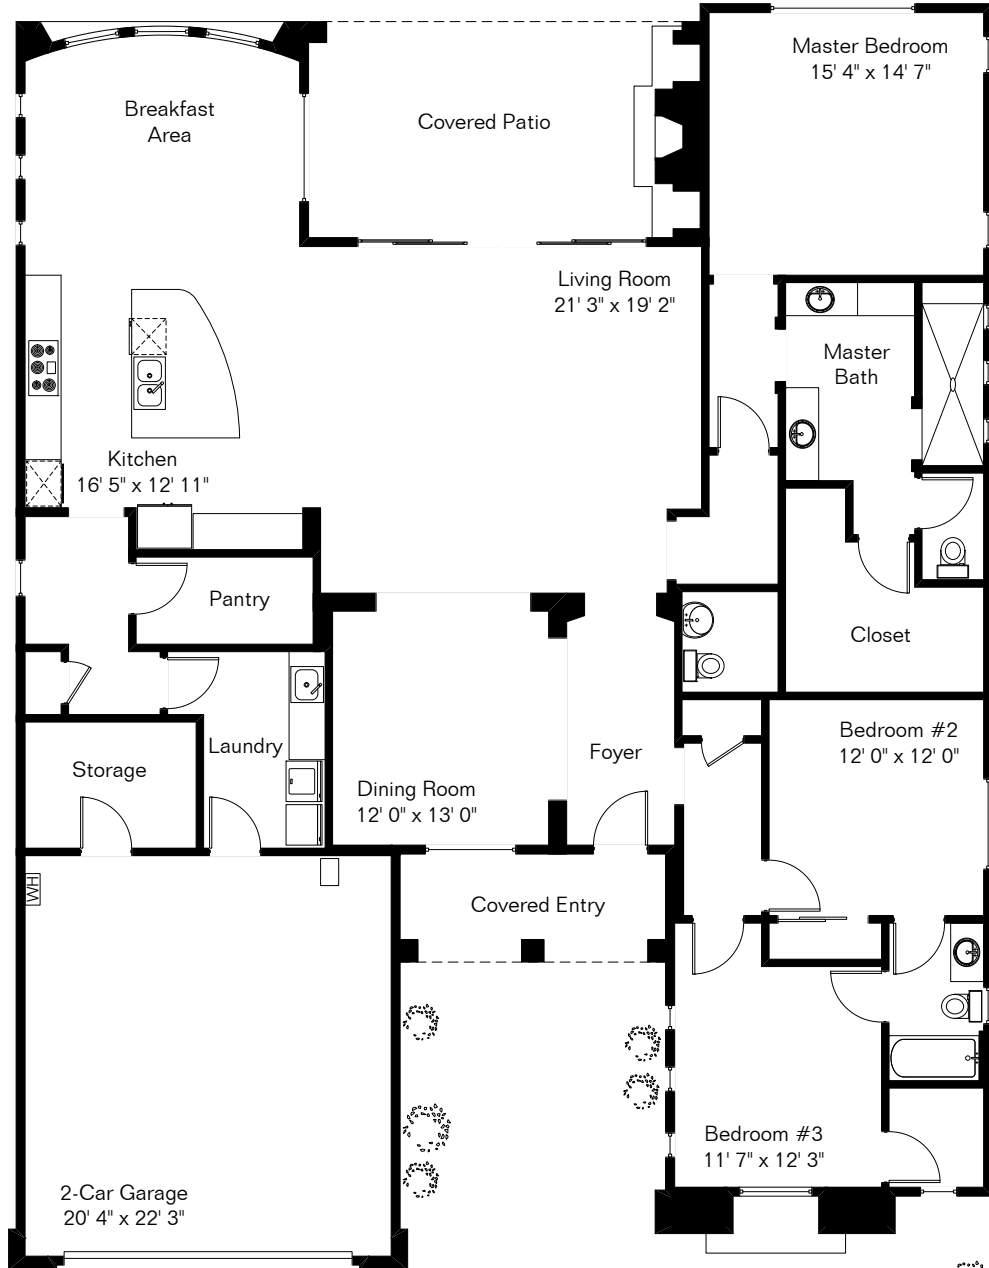 Master Bedroom
15' 4" x 14' 7"
Breakfast
Area
Covered Patio
Living Room
21' 3" x 19' 2"
Master
Bath
Kitchen
16' 5" x 12' 11"
Pantry
Closet
Bedroom #2
12' 0" x 12' 0"
Laundry
Foyer
Storage
Dining Room
12' 0" x 13' 0"
WH
Covered Entry
Bedroom #3
11' 7" x 12' 3"
2-Car Garage
20' 4" x 22' 3"